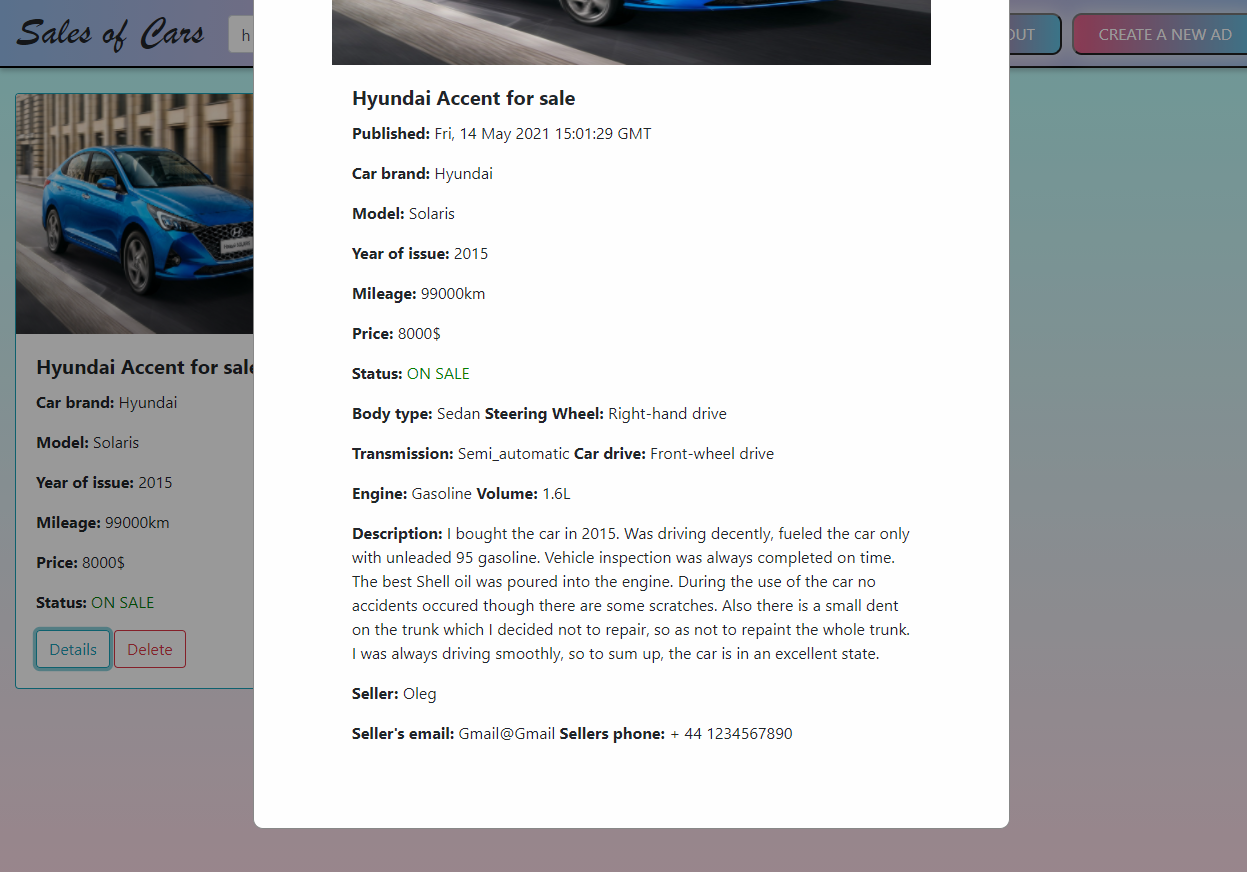 Sales of Cars
h
OUT
CREATE A NEW AD
Hyundai Accent for sale
Car brand: Hyundai
Model: Solaris
Year of issue: 2015
Mileage: 99000km
Price: 8000$
Status: ON SALE
Details
Delete
Hyundai Accent for sale
Published: Fri, 14 May 2021 15:01:29 GMT
Car brand: Hyundai
Model: Solaris
Year of issue: 2015
Mileage: 99000km
Price: 8000$
Status: ON SALE
Body type: Sedan Steering Wheel: Right-hand drive
Transmission: Semi_automatic Car drive: Front-wheel drive
Engine: Gasoline Volume: 1.6L
Description: I bought the car in 2015. Was driving decently, fueled the car only
with unleaded 95 gasoline. Vehicle inspection was always completed on time.
The best Shell oil was poured into the engine. During the use of the car no
accidents occured though there are some scratches. Also there is a small dent
on the trunk which I decided not to repair, so as not to repaint the whole trunk.
I was always driving smoothly, so to sum up, the car is in an excellent state.
Seller: Oleg
Seller's email: Gmail@Gmail Sellers phone: + 44 1234567890